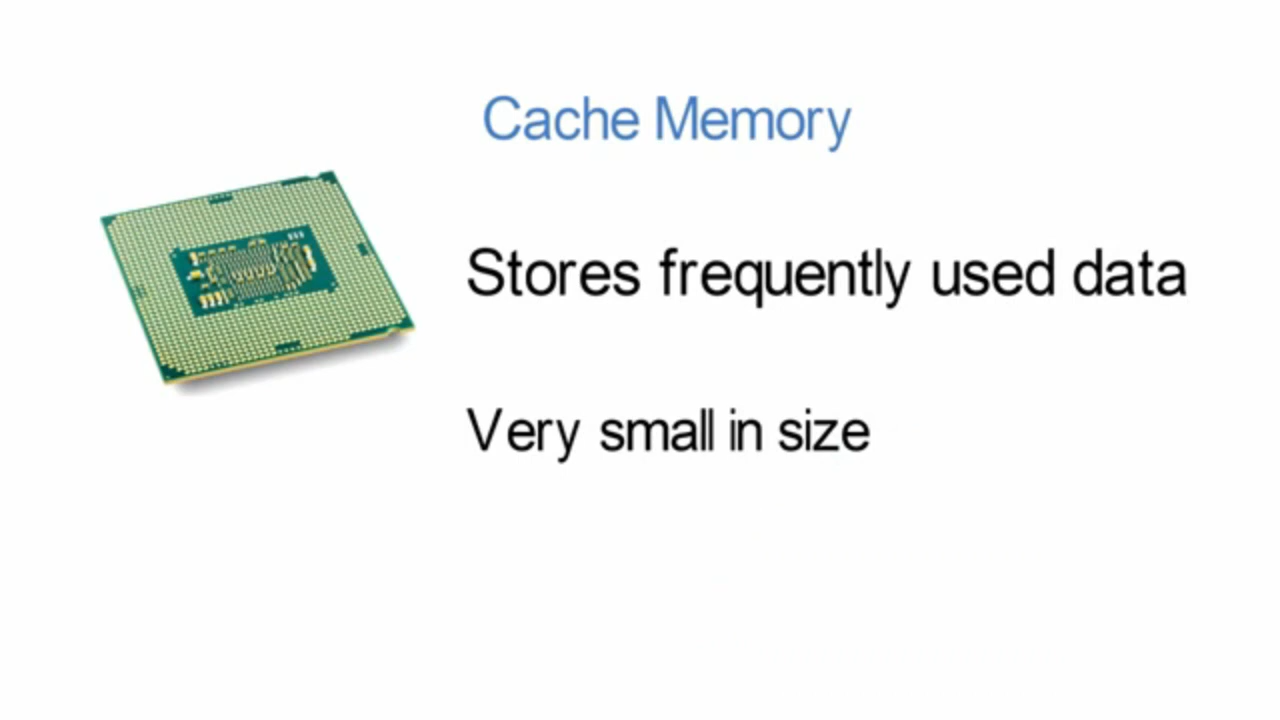 Cache Memory
Stores frequently used data
Very small in size